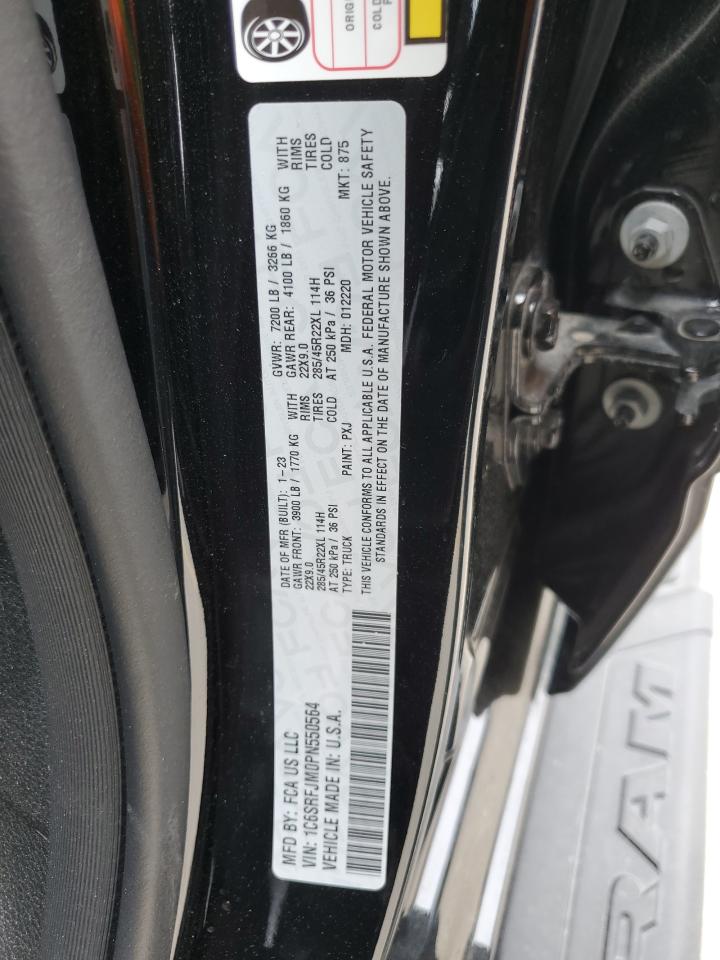 ORIG
COLD
MFD BY: FCA US LLC
VIN: 1C6SRFJM0PN550564
VEHICLE MADE IN: U.S.A.
DATE OF MFR (BUILT): 1-23
GAWR FRONT: 3900 LB / 1770 KG WITH
22X9.0 RIMS
285/45R22XL 114H TIRES
AT 250 kPa / 36 PSI COLD
TYPE: TRUCK PAINT: PXJ
GVWR: 7200 LB / 3266 KG
GAWR REAR: 4100 LB / 1860 KG WITH
22X9.0 RIMS
285/45R22XL 114H TIRES
AT 250 kPa / 36 PSI COLD
MDH: 012220 MKT: 875
THIS VEHICLE CONFORMS TO ALL APPLICABLE U.S.A. FEDERAL MOTOR VEHICLE SAFETY
STANDARDS IN EFFECT ON THE DATE OF MANUFACTURE SHOWN ABOVE.
RAM